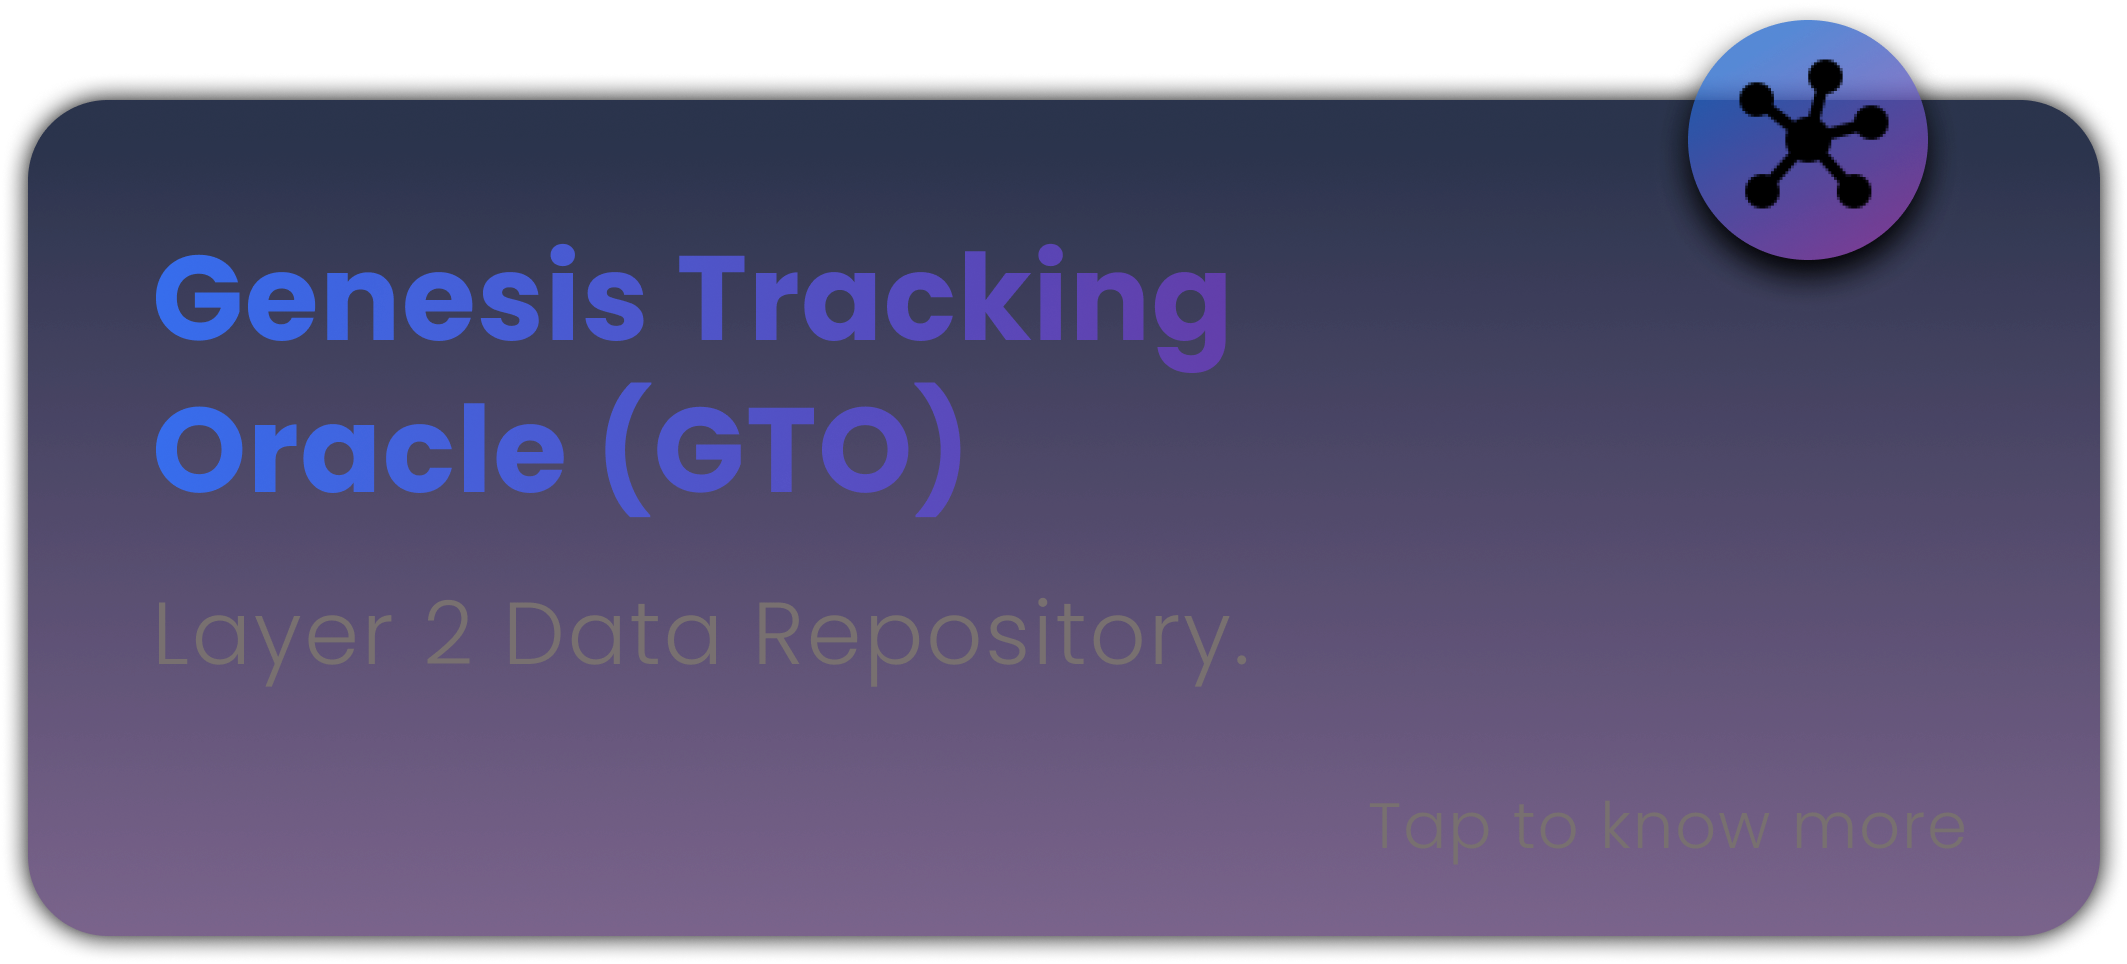 Genesis Tracking
Oracle (GTO)
Layer 2 Data Repository.
Tap to know more